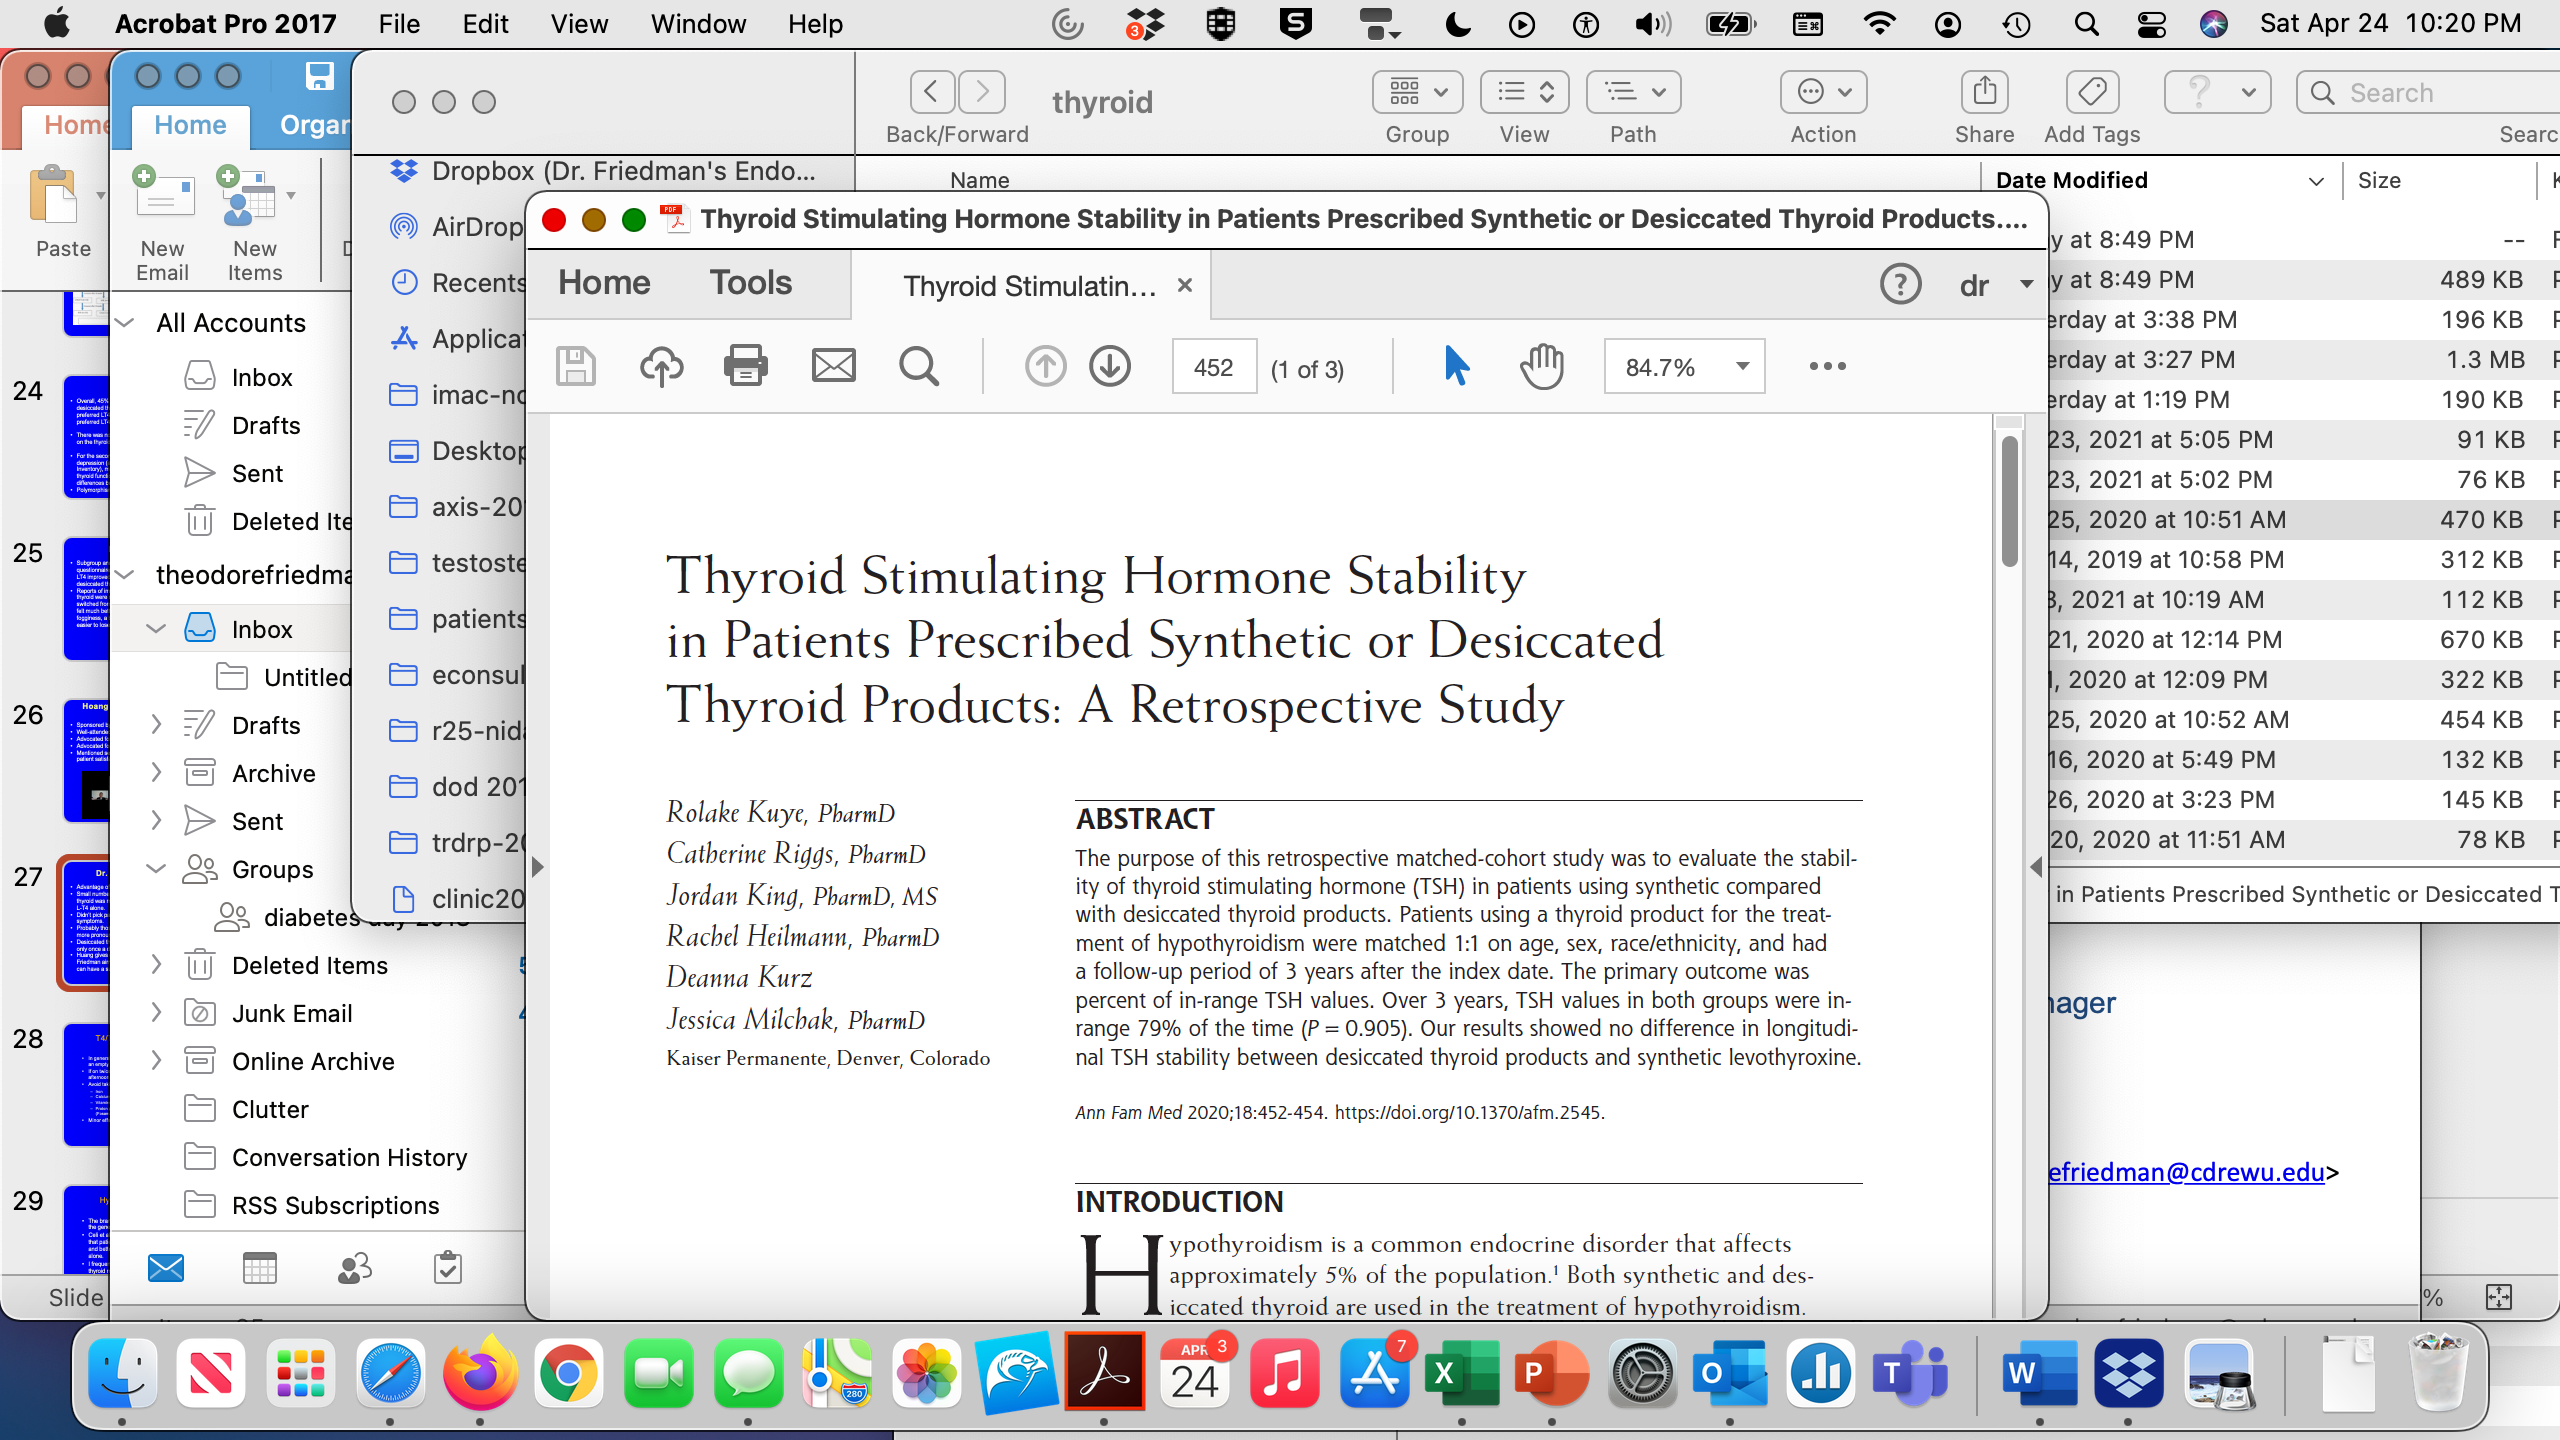 Acrobat Pro 2017 File Edit View Window Help
3
Sat Apr 24 10:20 PM
Home
Paste
24
25
26
27
28
29
Slide
Home
New Email
New Items
All Accounts
Inbox
Drafts
Sent
Inbox
Untitled
Drafts
Archive
Sent
Groups
Deleted Items
Junk Email
Online Archive
Clutter
Conversation History
RSS Subscriptions
Back/Forward
thyroid
Group
View
Path
Action
Share
Add Tags
Search
Dropbox (Dr. Friedman's Endo...
AirDrop
Recents
patients
Name
Date Modified
Size
y at 8:49 PM --
y at 8:49 PM 489 KB
erday at 3:38 PM 196 KB
erday at 3:27 PM 1.3 MB
erday at 1:19 PM 190 KB
23, 2021 at 5:05 PM 91 KB
23, 2021 at 5:02 PM 76 KB
25, 2020 at 10:51 AM 470 KB
14, 2019 at 10:58 PM 312 KB
, 2021 at 10:19 AM 112 KB
21, 2020 at 12:14 PM 670 KB
, 2020 at 12:09 PM 322 KB
25, 2020 at 10:52 AM 454 KB
16, 2020 at 5:49 PM 132 KB
26, 2020 at 3:23 PM 145 KB
20, 2020 at 11:51 AM 78 KB
in Patients Prescribed Synthetic or Desiccated T
nager
efriedman@cdrewu.edu>
%
Thyroid Stimulating Hormone Stability in Patients Prescribed Synthetic or Desiccated Thyroid Products....
Home Tools Thyroid Stimulatin... × ? dr
452 (1 of 3) 84.7%
Thyroid Stimulating Hormone Stability
in Patients Prescribed Synthetic or Desiccated
Thyroid Products: A Retrospective Study
Rolake Kuye, PharmD
Catherine Riggs, PharmD
Jordan King, PharmD, MS
Rachel Heilmann, PharmD
Deanna Kurz
Jessica Milchak, PharmD
Kaiser Permanente, Denver, Colorado
ABSTRACT
The purpose of this retrospective matched-cohort study was to evaluate the stabil-
ity of thyroid stimulating hormone (TSH) in patients using synthetic compared
with desiccated thyroid products. Patients using a thyroid product for the treat-
ment of hypothyroidism were matched 1:1 on age, sex, race/ethnicity, and had
a follow-up period of 3 years after the index date. The primary outcome was
percent of in-range TSH values. Over 3 years, TSH values in both groups were in-
range 79% of the time (P = 0.905). Our results showed no difference in longitudi-
nal TSH stability between desiccated thyroid products and synthetic levothyroxine.
Ann Fam Med 2020;18:452-454. https://doi.org/10.1370/afm.2545.
INTRODUCTION
Hypothyroidism is a common endocrine disorder that affects
approximately 5% of the population.¹ Both synthetic and des-
iccated thyroid are used in the treatment of hypothyroidism.
280
APR 3
24
7
X
P
O
T
W